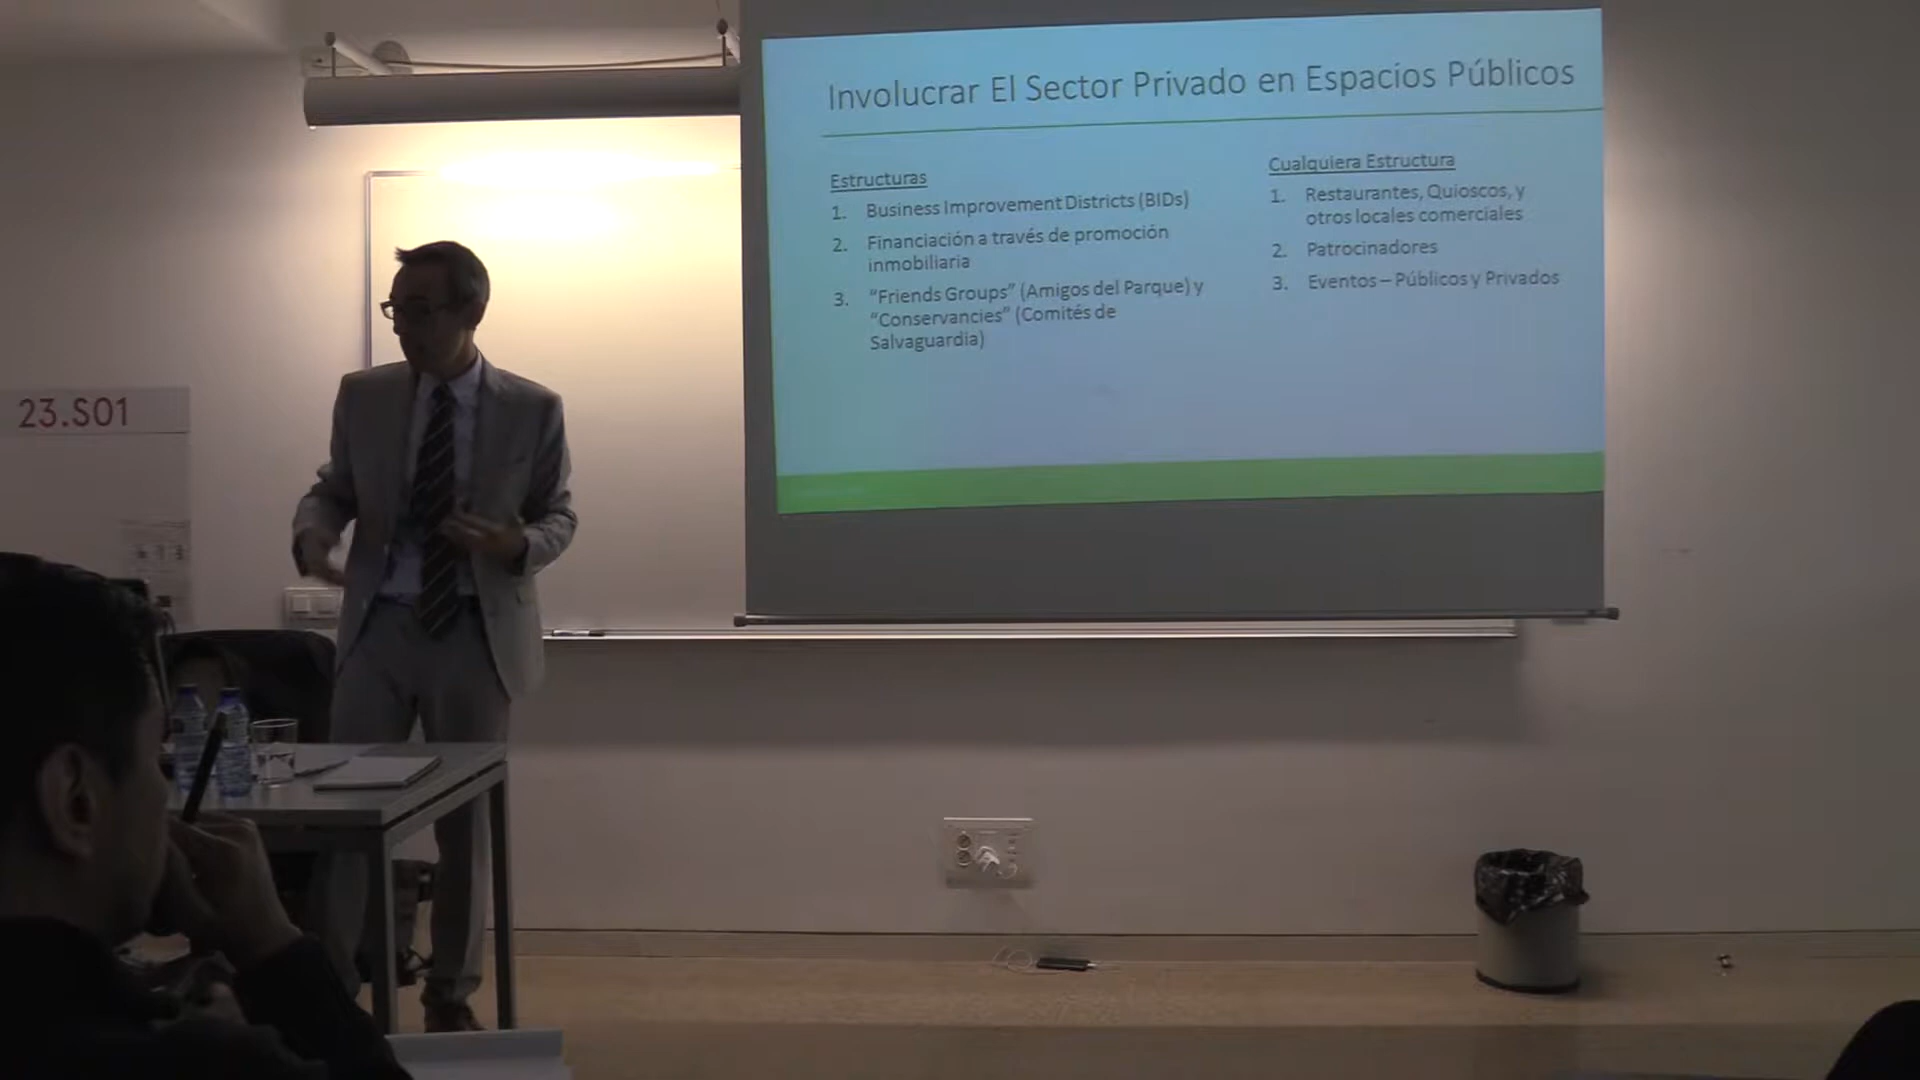 Involucrar El Sector Privado en Espacios Públicos
Estructuras
1. Business Improvement Districts (BIDs)
2. Financiación a través de promoción
inmobiliaria
3. "Friends Groups" (Amigos del Parque) y
"Conservancies" (Comités de
Salvaguardia)
Cualquiera Estructura
1. Restaurantes, Quioscos, y
otros locales comerciales
2. Patrocinadores
3. Eventos – Públicos y Privados
23.S01